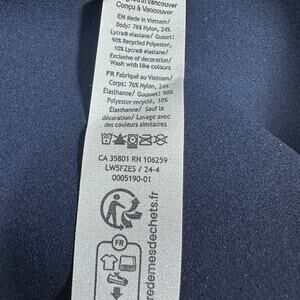 in Vancouver
Conçu à Vancouver
EN Made in Vietnam/
Body: 76% Nylon, 24%
Lycra® elastane/ Gusset:
90% Recycled Polyester,
10% Lycra® elastane
Exclusive of decoration/
Wash with like colours
FR Fabriqué au Vietnam/
Corps: 76% Nylon, 24%
Élasthanne/ Gousset: 90%
Polyester recyclé, 10%
Élasthanne/ Sauf la
décoration/ Lavage avec
des couleurs similaires
CA 35801 RN 106259
LW5FZES / 24-4
0005190-01
FR
redemesdechets.fr